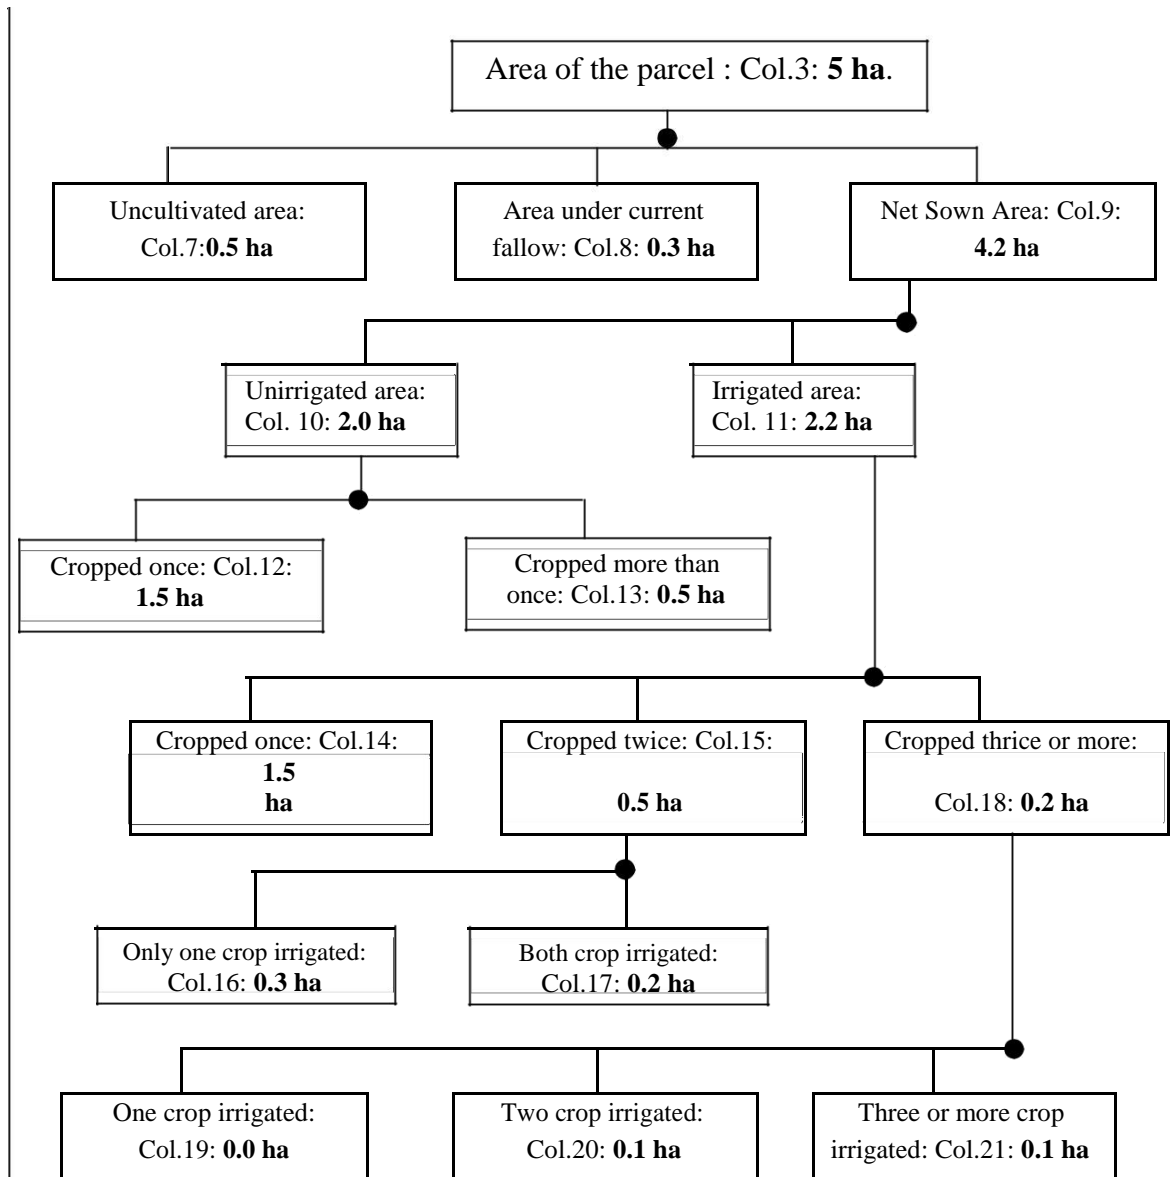 Area of the parcel : Col.3: 5 ha.
Uncultivated area:
Col.7:0.5 ha
Area under current
fallow: Col.8: 0.3 ha
Net Sown Area: Col.9:
4.2 ha
Unirrigated area:
Col. 10: 2.0 ha
Irrigated area:
Col. 11: 2.2 ha
Cropped once: Col.12:
1.5 ha
Cropped more than
once: Col.13: 0.5 ha
Cropped once: Col.14:
1.5
ha
Cropped twice: Col.15:
0.5 ha
Cropped thrice or more:
Col.18: 0.2 ha
Only one crop irrigated:
Col.16: 0.3 ha
Both crop irrigated:
Col.17: 0.2 ha
One crop irrigated:
Col.19: 0.0 ha
Two crop irrigated:
Col.20: 0.1 ha
Three or more crop
irrigated: Col.21: 0.1 ha